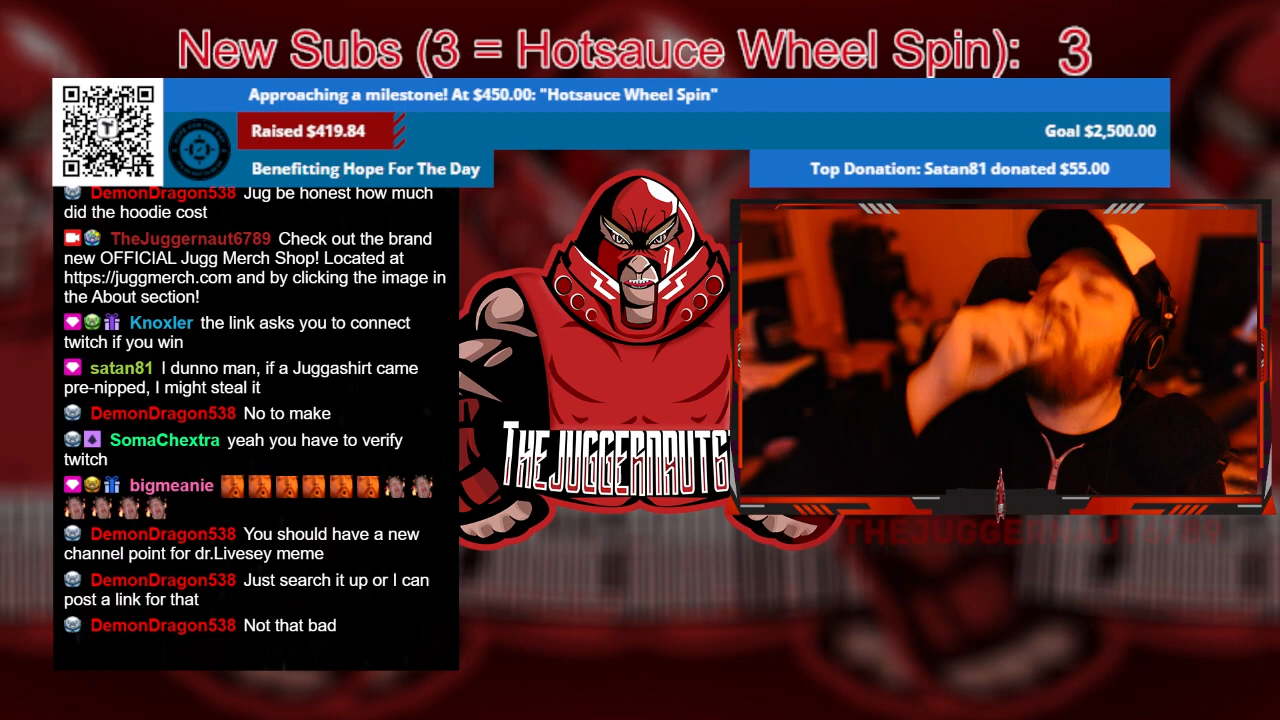 New Subs (3 = Hotsauce Wheel Spin): 3
Approaching a milestone! At $450.00: "Hotsauce Wheel Spin"
Raised $419.84
Goal $2,500.00
Benefitting Hope For The Day
Top Donation: Satan81 donated $55.00
DemonDragon538 Jug be honest how much
did the hoodie cost
TheJuggernaut6789 Check out the brand
new OFFICIAL Jugg Merch Shop! Located at
https://juggmerch.com and by clicking the image in
the About section!
Knoxler the link asks you to connect
twitch if you win
satan81 I dunno man, if a Juggashirt came
pre-nipped, I might steal it
DemonDragon538 No to make
SomaChextra yeah you have to verify
twitch
bigmeanie
DemonDragon538 You should have a new
channel point for dr.Livesey meme
DemonDragon538 Just search it up or I can
post a link for that
DemonDragon538 Not that bad
THEJUGGERNAUT6
THEJUGGERNAUT6789